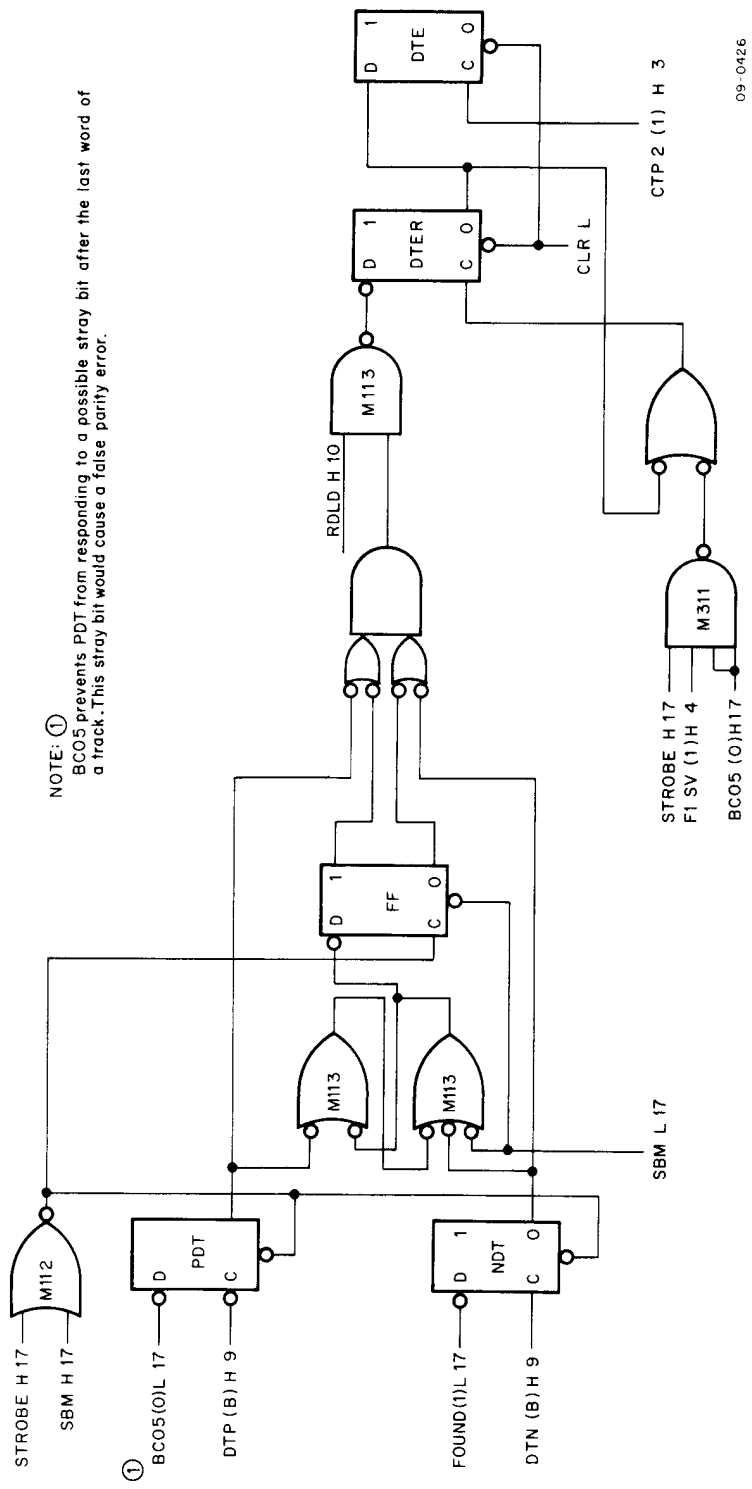 NOTE: ①
BC05 prevents PDT from responding to a possible stray bit after the last word of
a track. This stray bit would cause a false parity error.
STROBE H 17
SBM H 17
M112
①
BC05(0)L 17
DTP (B) H 9
D
C
PDT
FOUND(1)L 17
DTN (B) H 9
D
1
C
0
NDT
M113
M113
SBM L 17
D
1
C
0
FF
RDLD H 10
M113
D
1
C
0
DTER
CLR L
D
1
C
0
DTE
CTP 2 (1) H 3
STROBE H 17
F1 SV (1) H 4
BC05 (0)H17
M311
09-0426